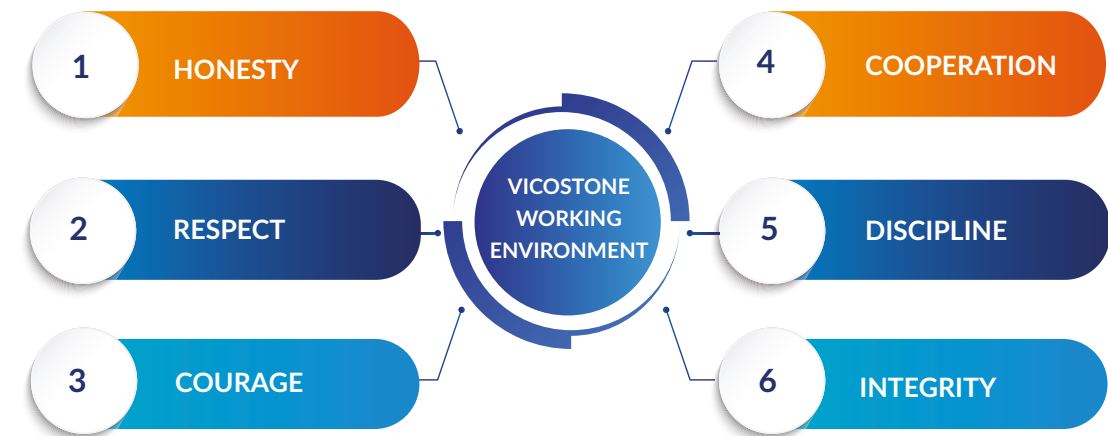 1
HONESTY
2
RESPECT
3
COURAGE
VICOSTONE
WORKING
ENVIRONMENT
4
COOPERATION
5
DISCIPLINE
6
INTEGRITY